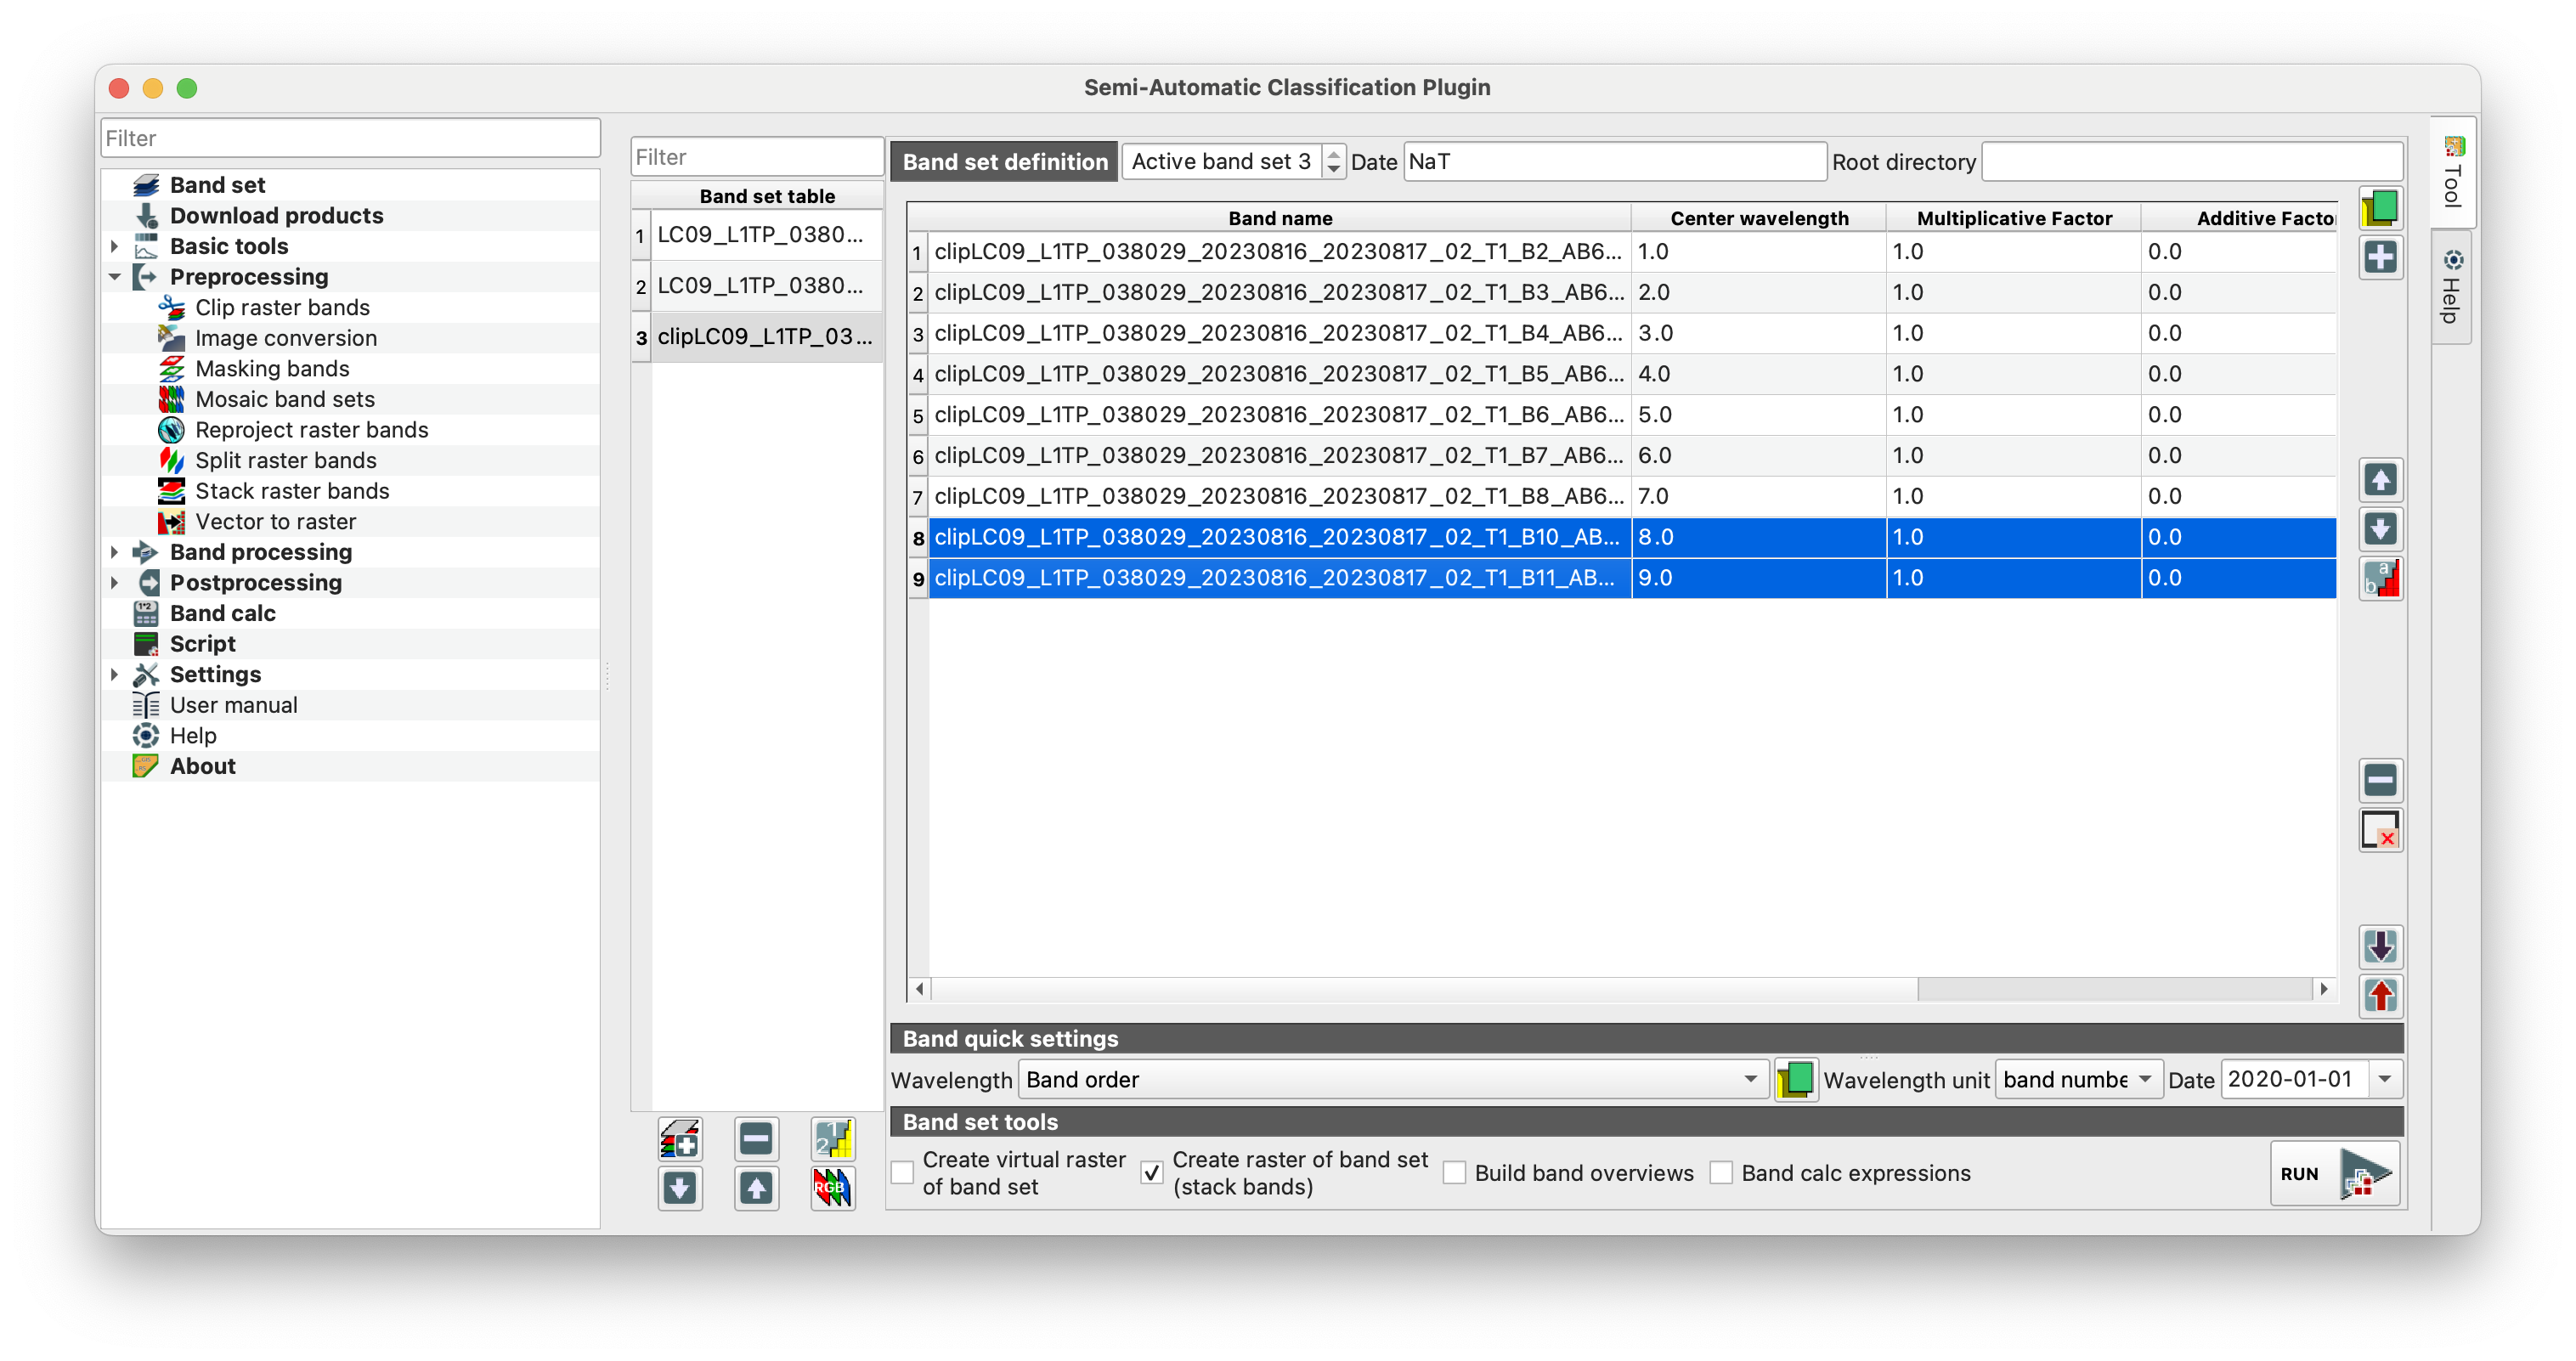 Semi-Automatic Classification Plugin
Filter
Band set
Download products
Basic tools
Preprocessing
Clip raster bands
Image conversion
Masking bands
Mosaic band sets
Reproject raster bands
Split raster bands
Stack raster bands
Vector to raster
Band processing
Postprocessing
Band calc
Script
Settings
User manual
Help
About
Filter
Band set table
1 LC09_L1TP_0380...
2 LC09_L1TP_0380...
3 clipLC09_L1TP_03...
Band set definition Active band set 3 Date NaT Root directory
Band name Center wavelength Multiplicative Factor Additive Facto
1 clipLC09_L1TP_038029_20230816_20230817_02_T1_B2_AB6... 1.0 1.0 0.0
2 clipLC09_L1TP_038029_20230816_20230817_02_T1_B3_AB6... 2.0 1.0 0.0
3 clipLC09_L1TP_038029_20230816_20230817_02_T1_B4_AB6... 3.0 1.0 0.0
4 clipLC09_L1TP_038029_20230816_20230817_02_T1_B5_AB6... 4.0 1.0 0.0
5 clipLC09_L1TP_038029_20230816_20230817_02_T1_B6_AB6... 5.0 1.0 0.0
6 clipLC09_L1TP_038029_20230816_20230817_02_T1_B7_AB6... 6.0 1.0 0.0
7 clipLC09_L1TP_038029_20230816_20230817_02_T1_B8_AB6... 7.0 1.0 0.0
8 clipLC09_L1TP_038029_20230816_20230817_02_T1_B10_AB... 8.0 1.0 0.0
9 clipLC09_L1TP_038029_20230816_20230817_02_T1_B11_AB... 9.0 1.0 0.0
Band quick settings
Wavelength Band order Wavelength unit band numbe Date 2020-01-01
Band set tools
Create virtual raster
of band set
Create raster of band set
(stack bands)
Build band overviews
Band calc expressions
RUN
RGB
1
2
a
b
Tool
Help